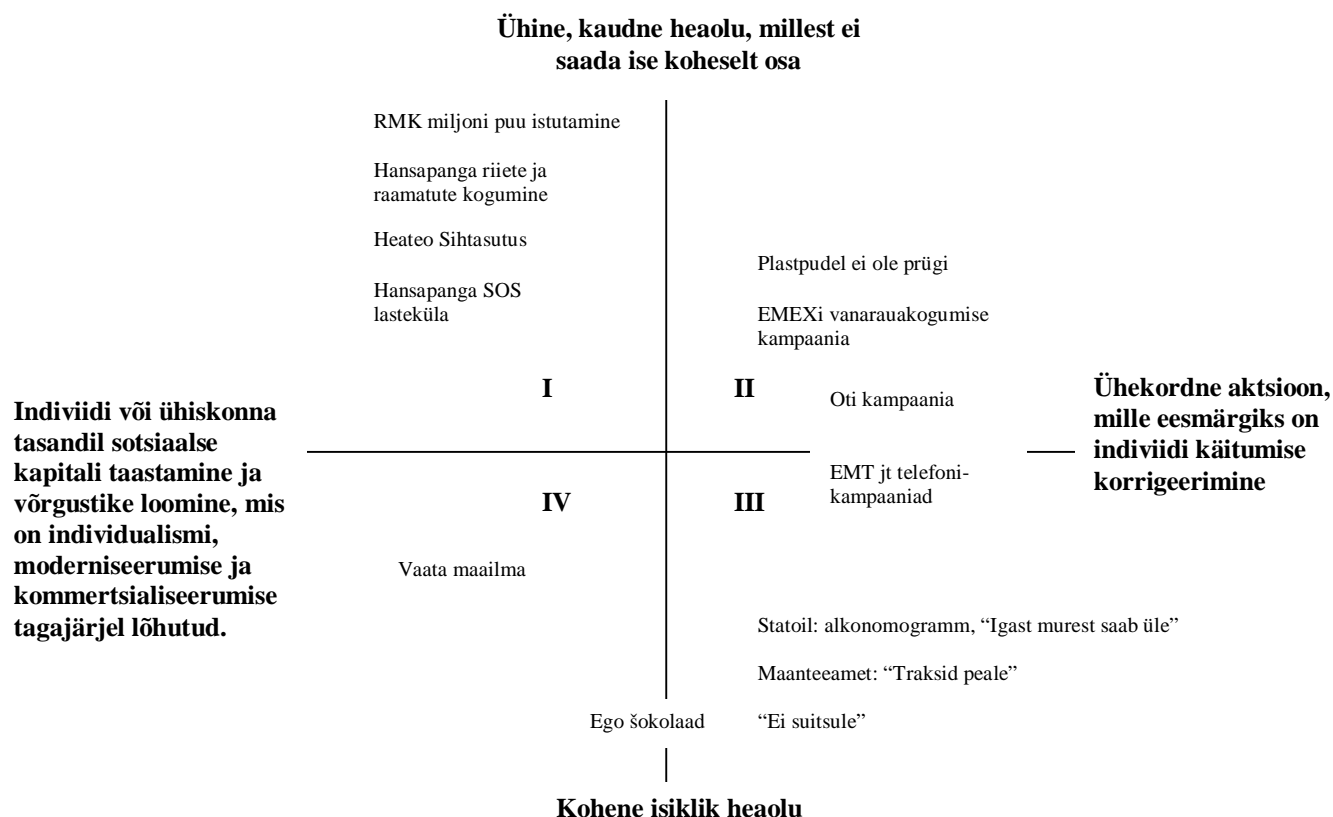 Ühine, kaudne heaolu, millest ei
saada ise koheselt osa
RMK miljoni puu istutamine
Hansapanga riiete ja
raamatute kogumine
Heateo Sihtasutus
Hansapanga SOS
lasteküla
Plastpudel ei ole prügi
EMEXi vanarauakogumise
kampaania
I
II
Oti kampaania
Ühekordne aktsioon,
mille eesmärgiks on
indiviidi käitumise
korrigeerimine
Indiviidi või ühiskonna
tasandil sotsiaalse
kapitali taastamine ja
võrgustike loomine, mis
on individualismi,
moderniseerumise ja
kommertsialiseerumise
tagajärjel lõhutud.
IV
III
EMT jt telefoni-
kampaaniad
Vaata maailma
Statoil: alkonomogramm, “Igast murest saab üle”
Maanteeamet: “Traksid peale”
Ego šokolaad
“Ei suitsule”
Kohene isiklik heaolu